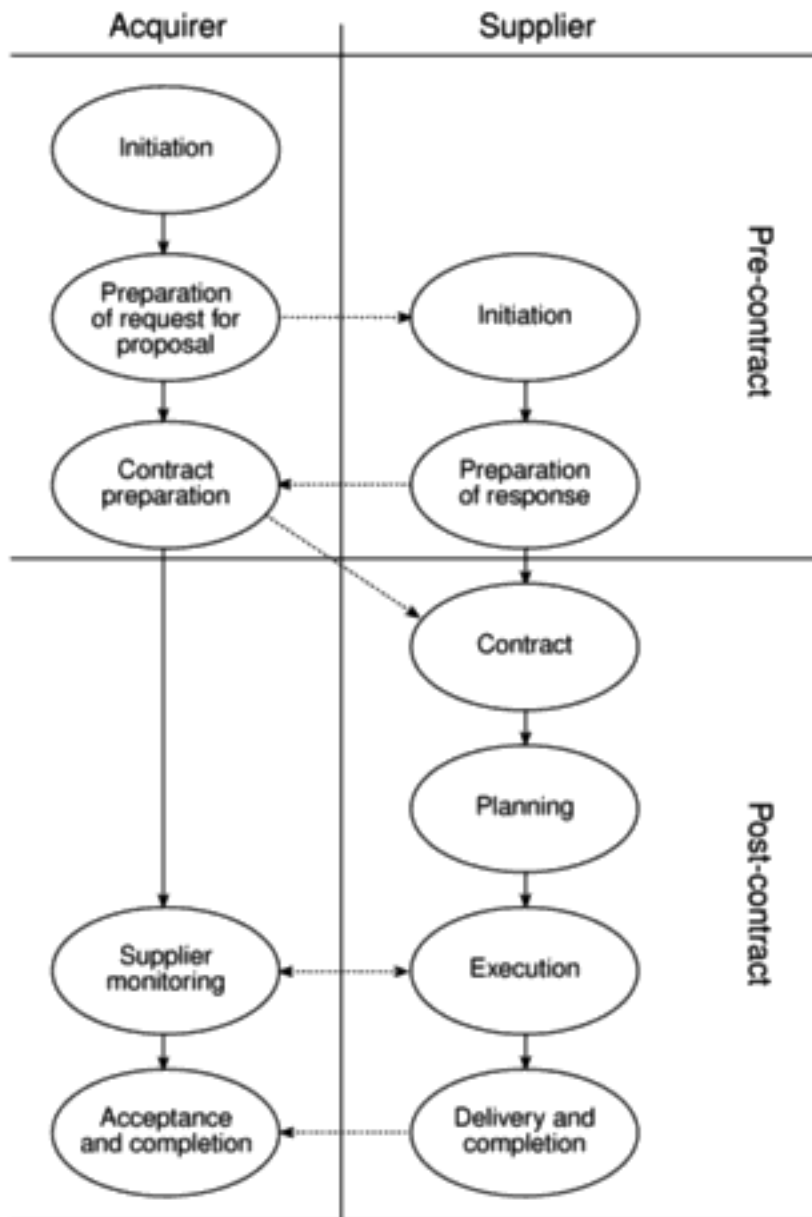 Acquirer
Supplier
Initiation
Preparation
of request for
proposal
Initiation
Pre-contract
Contract
preparation
Preparation
of response
Contract
Planning
Post-contract
Supplier
monitoring
Execution
Acceptance
and completion
Delivery and
completion